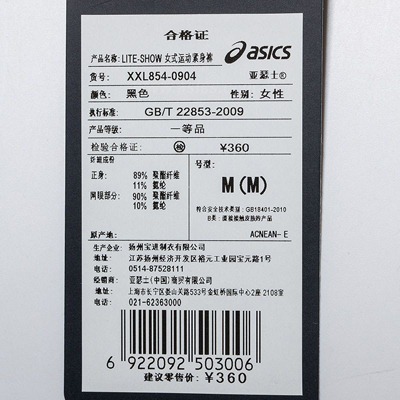 合格证
产品名称: LITE-SHOW 女式运动紧身裤
asics
货号: XXL854-0904
亚瑟士®
颜色: 黑色 性别: 女性
执行标准: GB/T 22853-2009
产品等级: 一等品
检验合格证: 检 ¥360
纤维成份
正身: 89% 聚酯纤维
11% 氨纶
网眼部分: 90% 聚酯纤维
10% 氨纶
号型:
M(M)
符合安全技术类别: GB18401-2010
B类: 直接接触皮肤的产品
原产地: ACNEAN-E
生产企业: 扬州宝进制衣有限公司
地址: 江苏扬州经济开发区裕元工业园宝元路1号
电话: 0514-87528111
经销商: 亚瑟士(中国)商贸有限公司
地址: 上海市长宁区娄山关路533号金虹桥国际中心2座 2108室
电话: 021-62363000
6 922092 503006
建议零售价: ¥360